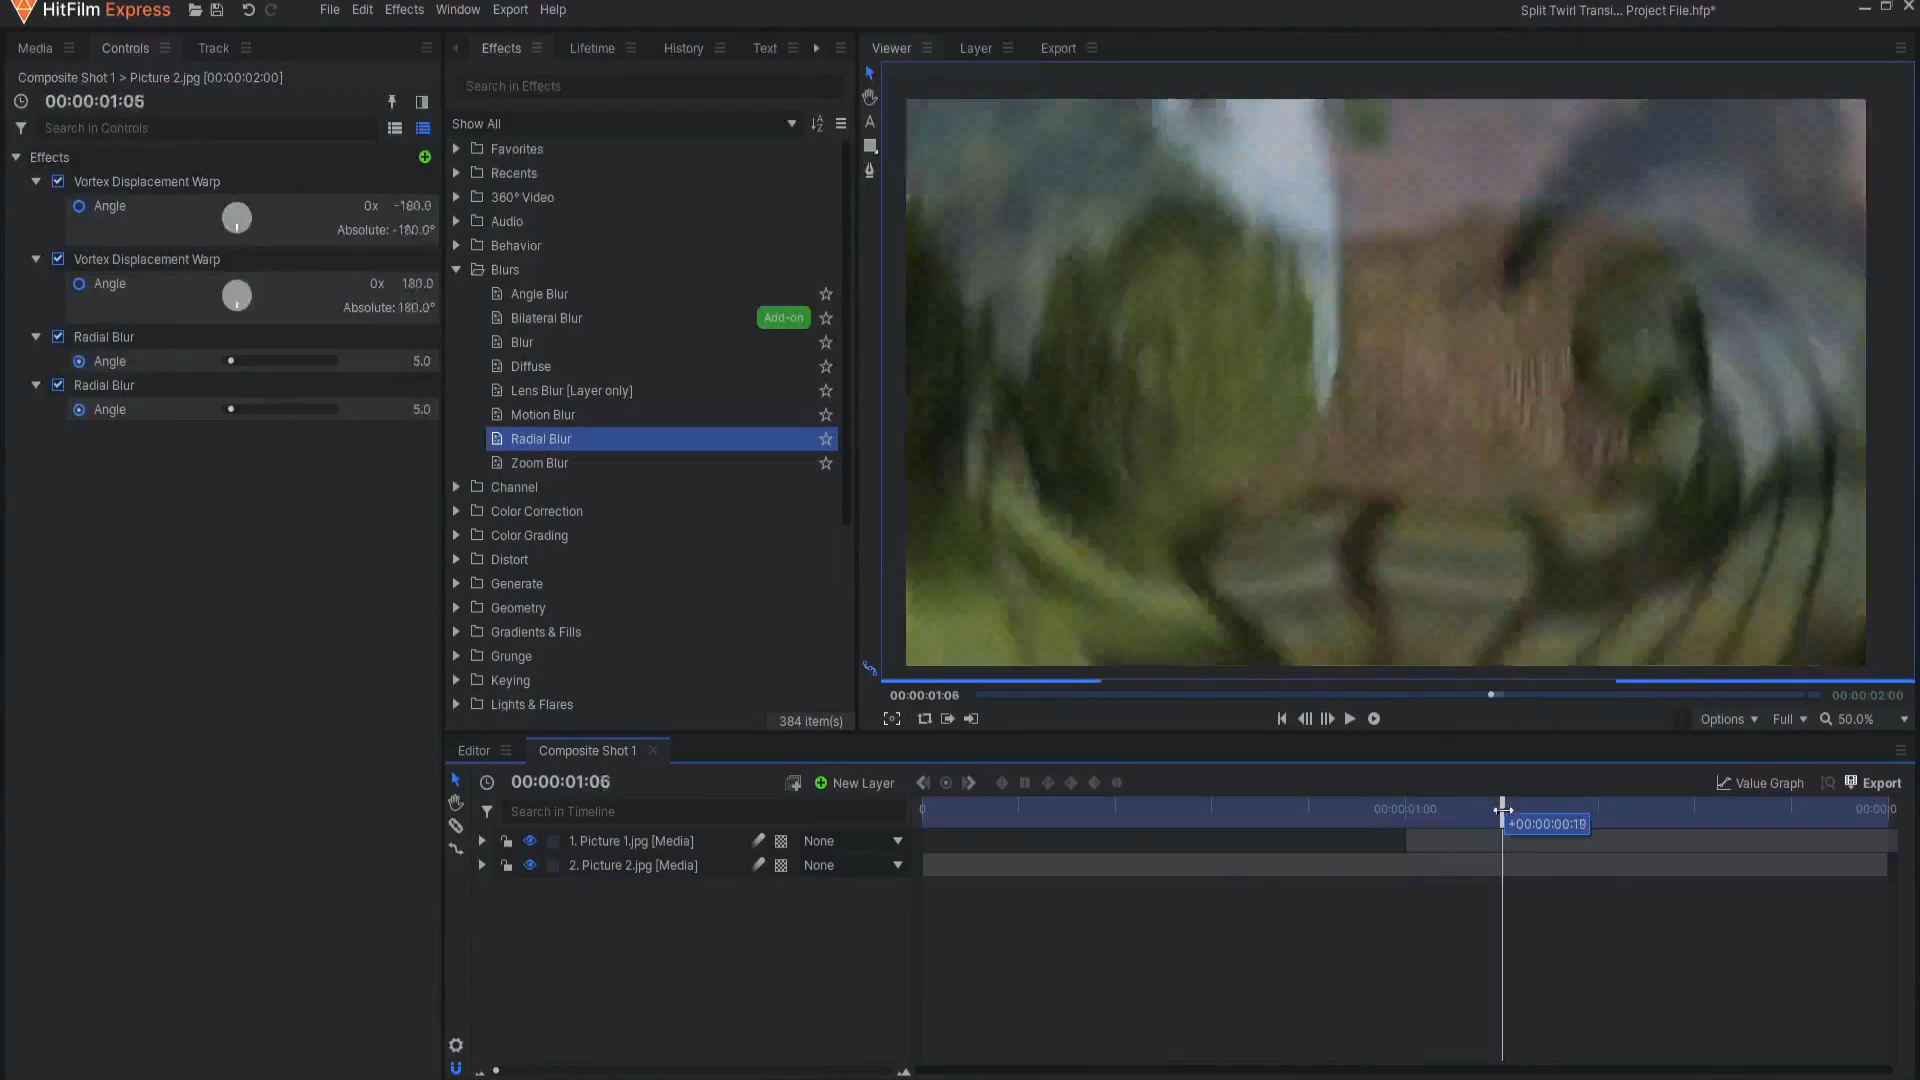 HitFilm Express
File Edit Effects Window Export Help
Split Twirl Transi... Project File.hfp*
Media Controls Track
Composite Shot 1 > Picture 2.jpg [00:00:02:00]
00:00:01:06
Search in Controls
Effects
Vortex Displacement Warp
Angle 0x -180.0
Absolute: -180.0°
Vortex Displacement Warp
Angle 0x 180.0
Absolute: 180.0°
Radial Blur
Angle 5.0
Radial Blur
Angle 5.0
Effects Lifetime History Text
Search in Effects
Show All
Favorites
Recents
360° Video
Audio
Behavior
Blurs
Angle Blur
Bilateral Blur Add-on
Blur
Diffuse
Lens Blur [Layer only]
Motion Blur
Radial Blur
Zoom Blur
Channel
Color Correction
Color Grading
Distort
Generate
Geometry
Gradients & Fills
Grunge
Keying
Lights & Flares
384 item(s)
Viewer Layer Export
00:00:01:06 00:00:02:00
Options Full 50.0%
Editor Composite Shot 1
00:00:01:06 New Layer Value Graph Export
Search in Timeline
0 00:00:01:00 00:00:0
+00:00:00:19
1. Picture 1.jpg [Media] None
2. Picture 2.jpg [Media] None